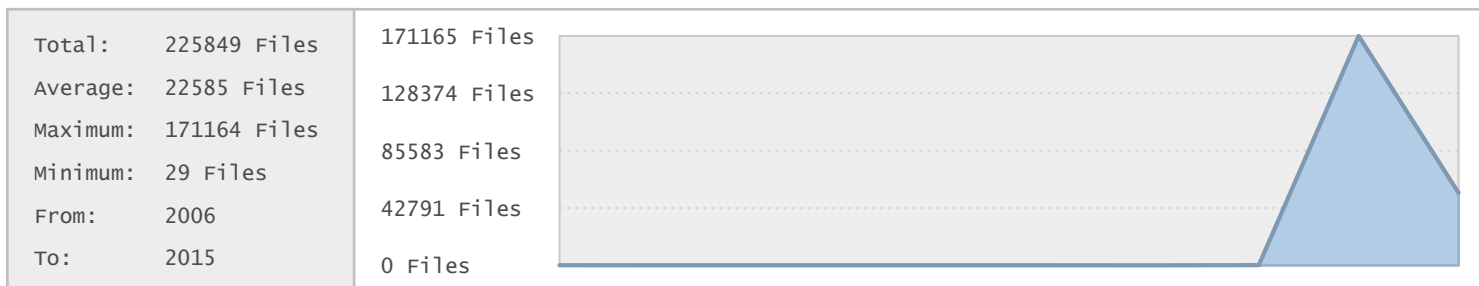 Total: 225849 Files
Average: 22585 Files
Maximum: 171164 Files
Minimum: 29 Files
From: 2006
To: 2015
171165 Files
128374 Files
85583 Files
42791 Files
0 Files